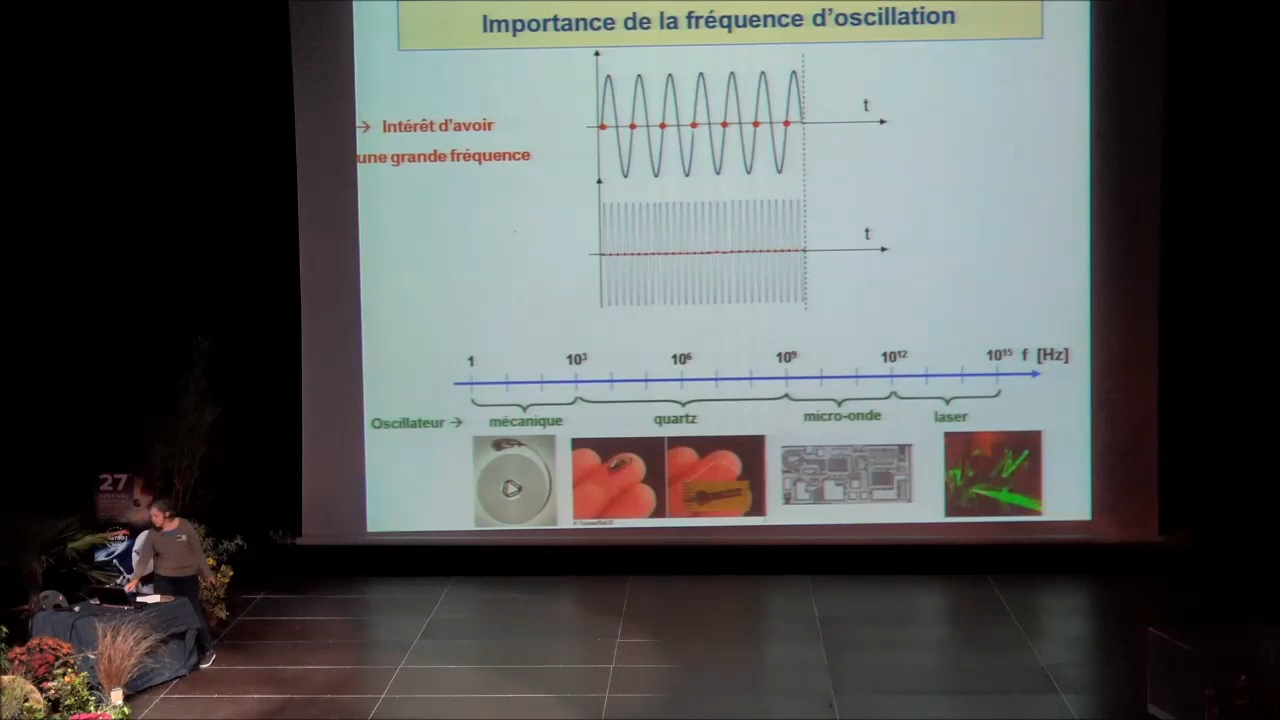 Importance de la fréquence d'oscillation
→ Intérêt d'avoir
une grande fréquence
t
t
1 10³ 10⁶ 10⁹ 10¹² 10¹⁵ f [Hz]
Oscillateur → mécanique quartz micro-onde laser
27
FESTIVAL